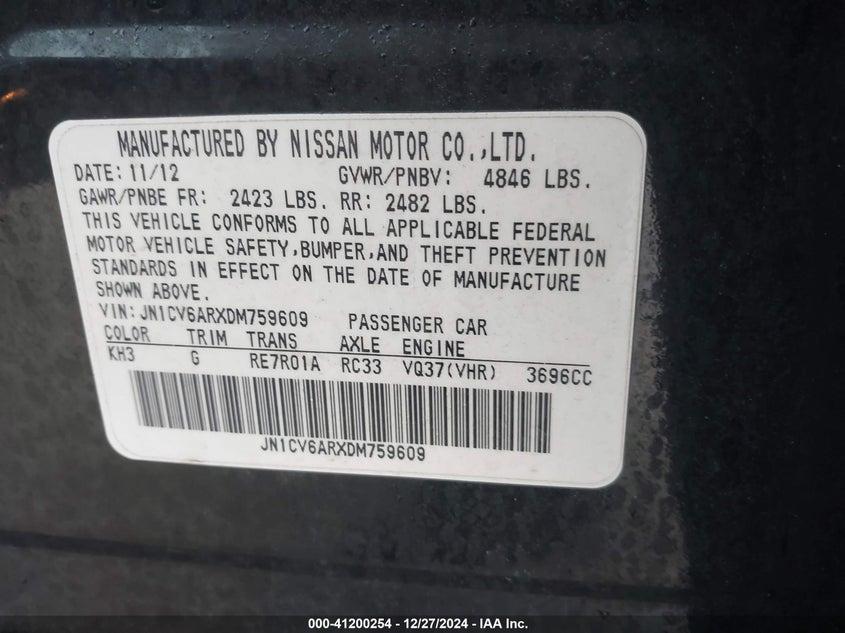 MANUFACTURED BY NISSAN MOTOR CO.,LTD.
DATE: 11/12 GVWR/PNBV: 4846 LBS.
GAWR/PNBE FR: 2423 LBS. RR: 2482 LBS.
THIS VEHICLE CONFORMS TO ALL APPLICABLE FEDERAL
MOTOR VEHICLE SAFETY,BUMPER,AND THEFT PREVENTION
STANDARDS IN EFFECT ON THE DATE OF MANUFACTURE
SHOWN ABOVE.
VIN: JN1CV6ARXDM759609 PASSENGER CAR
COLOR TRIM TRANS AXLE ENGINE
KH3 G RE7R01A RC33 VQ37(VHR) 3696CC
JN1CV6ARXDM759609
000-41200254 - 12/27/2024 - IAA Inc.